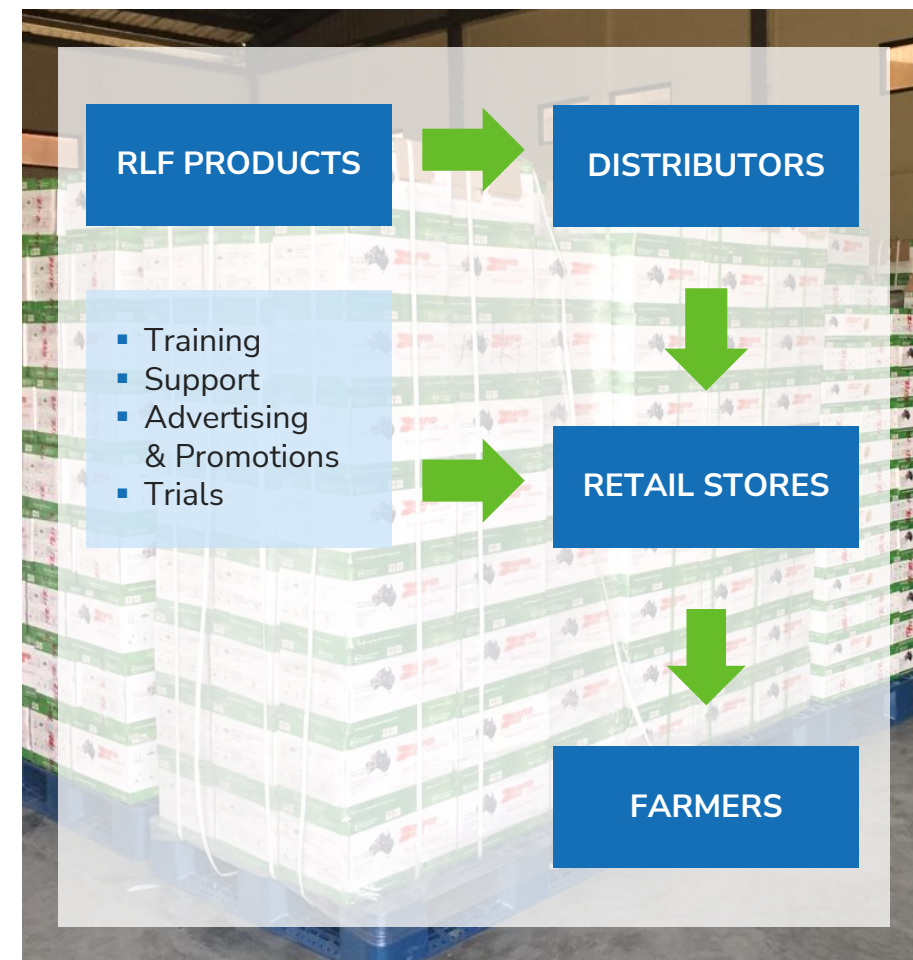 RLF PRODUCTS
DISTRIBUTORS
▪ Training
▪ Support
▪ Advertising
& Promotions
▪ Trials
RETAIL STORES
FARMERS